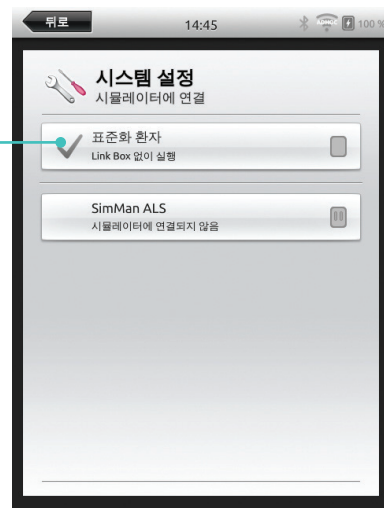 뒤로
14:45
ADHOC
100 %
시스템 설정
시뮬레이터에 연결
표준화 환자
Link Box 없이 실행
SimMan ALS
시뮬레이터에 연결되지 않음